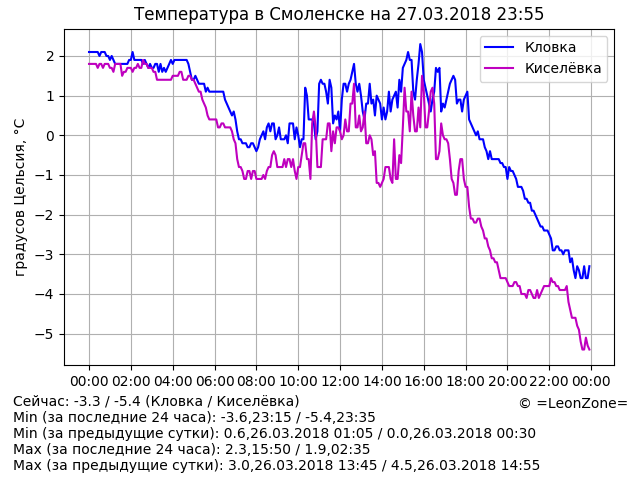 Температура в Смоленске на 27.03.2018 23:55
Кловка
Киселёвка
градусов Цельсия, °C
2
1
0
−1
−2
−3
−4
−5
00:00 02:00 04:00 06:00 08:00 10:00 12:00 14:00 16:00 18:00 20:00 22:00 00:00
Сейчас: -3.3 / -5.4 (Кловка / Киселёвка)
© =LeonZone=
Min (за последние 24 часа): -3.6,23:15 / -5.4,23:35
Min (за предыдущие сутки): 0.6,26.03.2018 01:05 / 0.0,26.03.2018 00:30
Max (за последние 24 часа): 2.3,15:50 / 1.9,02:35
Max (за предыдущие сутки): 3.0,26.03.2018 13:45 / 4.5,26.03.2018 14:55